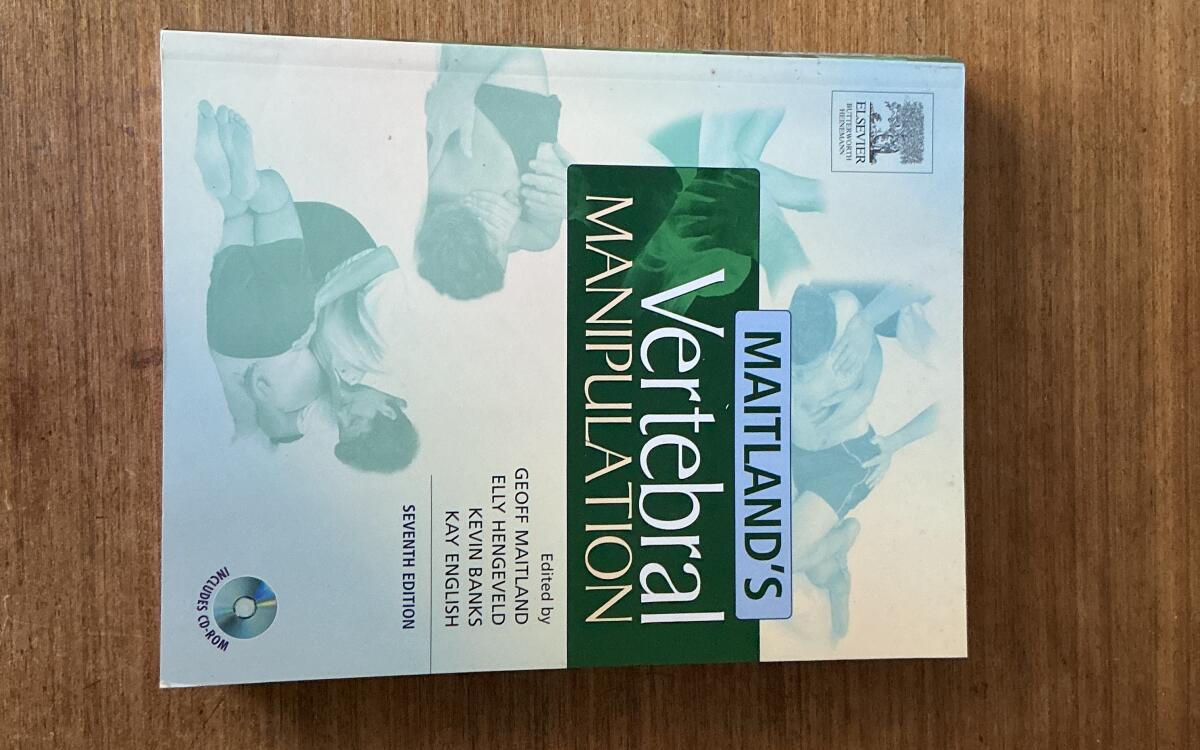 ELSEVIER
BUTTERWORTH
HEINEMANN
MAITLAND'S
Vertebral
MANIPULATION
Edited by
GEOFF MAITLAND
ELLY HENGEVELD
KEVIN BANKS
KAY ENGLISH
SEVENTH EDITION
INCLUDES CD-ROM